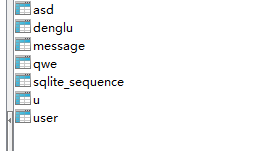 asd
denglu
message
qwe
sqlite_sequence
u
user